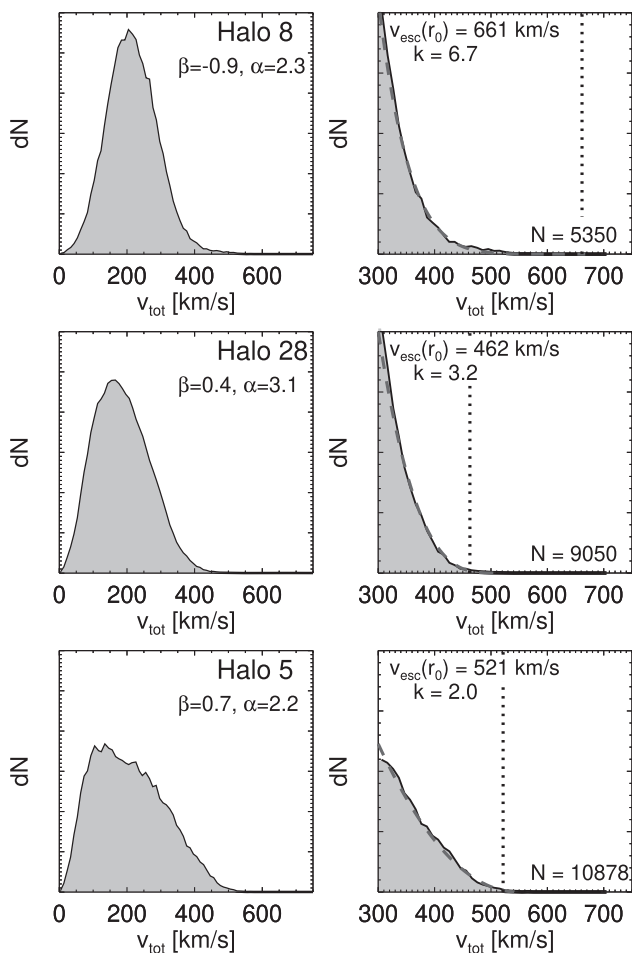 Halo 8
β=-0.9, α=2.3
dN
0 200 400 600
v_tot [km/s]
v_esc(r_0) = 661 km/s
k = 6.7
dN
N = 5350
300 400 500 600 700
v_tot [km/s]
Halo 28
β=0.4, α=3.1
dN
0 200 400 600
v_tot [km/s]
v_esc(r_0) = 462 km/s
k = 3.2
dN
N = 9050
300 400 500 600 700
v_tot [km/s]
Halo 5
β=0.7, α=2.2
dN
0 200 400 600
v_tot [km/s]
v_esc(r_0) = 521 km/s
k = 2.0
dN
N = 10878
300 400 500 600 700
v_tot [km/s]